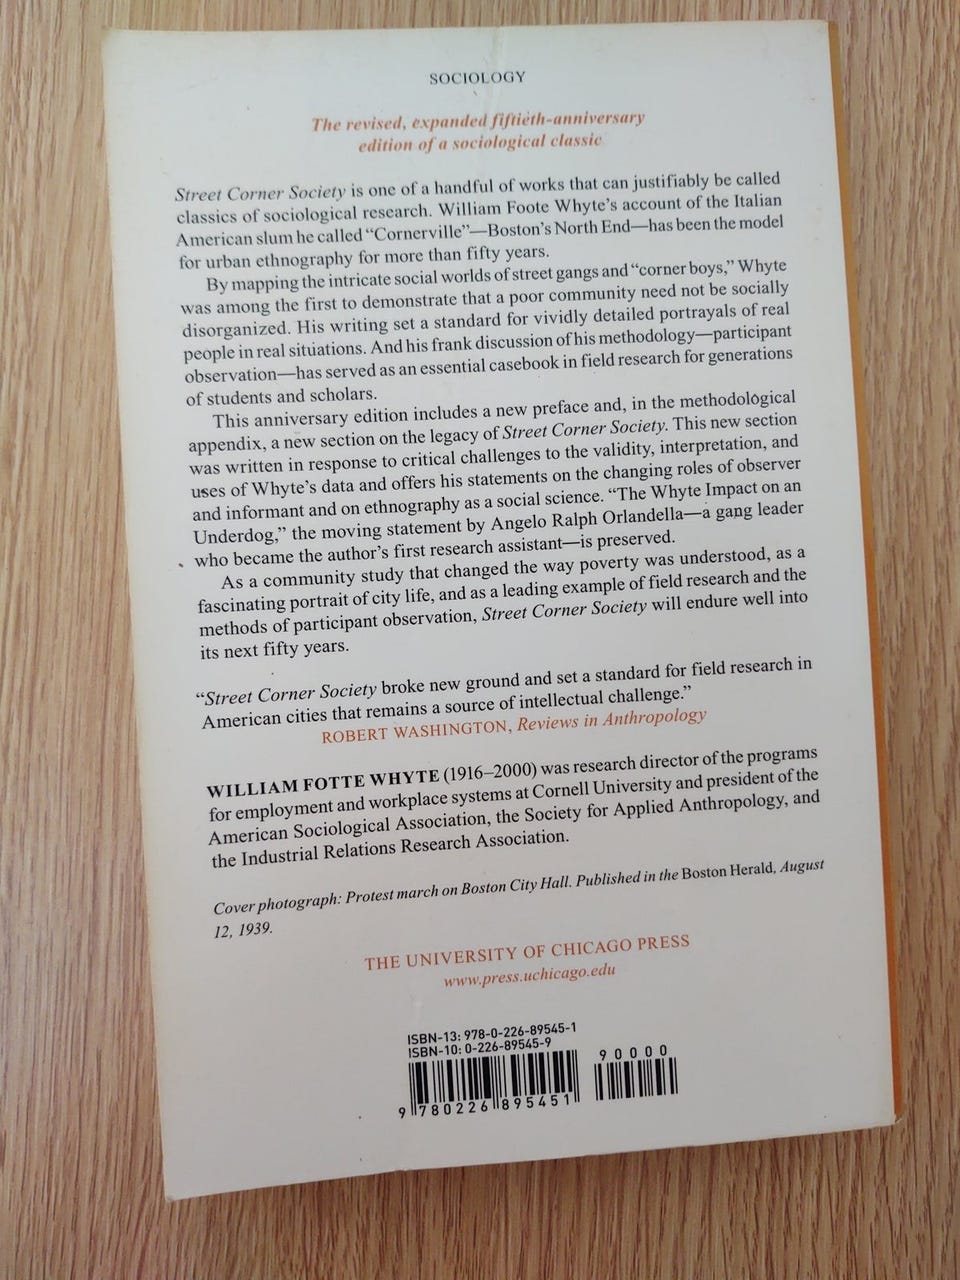 SOCIOLOGY
The revised, expanded fiftieth-anniversary
edition of a sociological classic
Street Corner Society is one of a handful of works that can justifiably be called
classics of sociological research. William Foote Whyte's account of the Italian
American slum he called “Cornerville”—Boston's North End—has been the model
for urban ethnography for more than fifty years.
By mapping the intricate social worlds of street gangs and “corner boys,” Whyte
was among the first to demonstrate that a poor community need not be socially
disorganized. His writing set a standard for vividly detailed portrayals of real
people in real situations. And his frank discussion of his methodology—participant
observation—has served as an essential casebook in field research for generations
of students and scholars.
This anniversary edition includes a new preface and, in the methodological
appendix, a new section on the legacy of Street Corner Society. This new section
was written in response to critical challenges to the validity, interpretation, and
uses of Whyte's data and offers his statements on the changing roles of observer
and informant and on ethnography as a social science. “The Whyte Impact on an
Underdog,” the moving statement by Angelo Ralph Orlandella—a gang leader
who became the author's first research assistant—is preserved.
As a community study that changed the way poverty was understood, as a
fascinating portrait of city life, and as a leading example of field research and the
methods of participant observation, Street Corner Society will endure well into
its next fifty years.
“Street Corner Society broke new ground and set a standard for field research in
American cities that remains a source of intellectual challenge.”
ROBERT WASHINGTON, Reviews in Anthropology
WILLIAM FOTTE WHYTE (1916–2000) was research director of the programs
for employment and workplace systems at Cornell University and president of the
American Sociological Association, the Society for Applied Anthropology, and
the Industrial Relations Research Association.
Cover photograph: Protest march on Boston City Hall. Published in the Boston Herald, August
12, 1939.
THE UNIVERSITY OF CHICAGO PRESS
www.press.uchicago.edu
ISBN-13: 978-0-226-89545-1
ISBN-10: 0-226-89545-9
90000
9 780226 895451